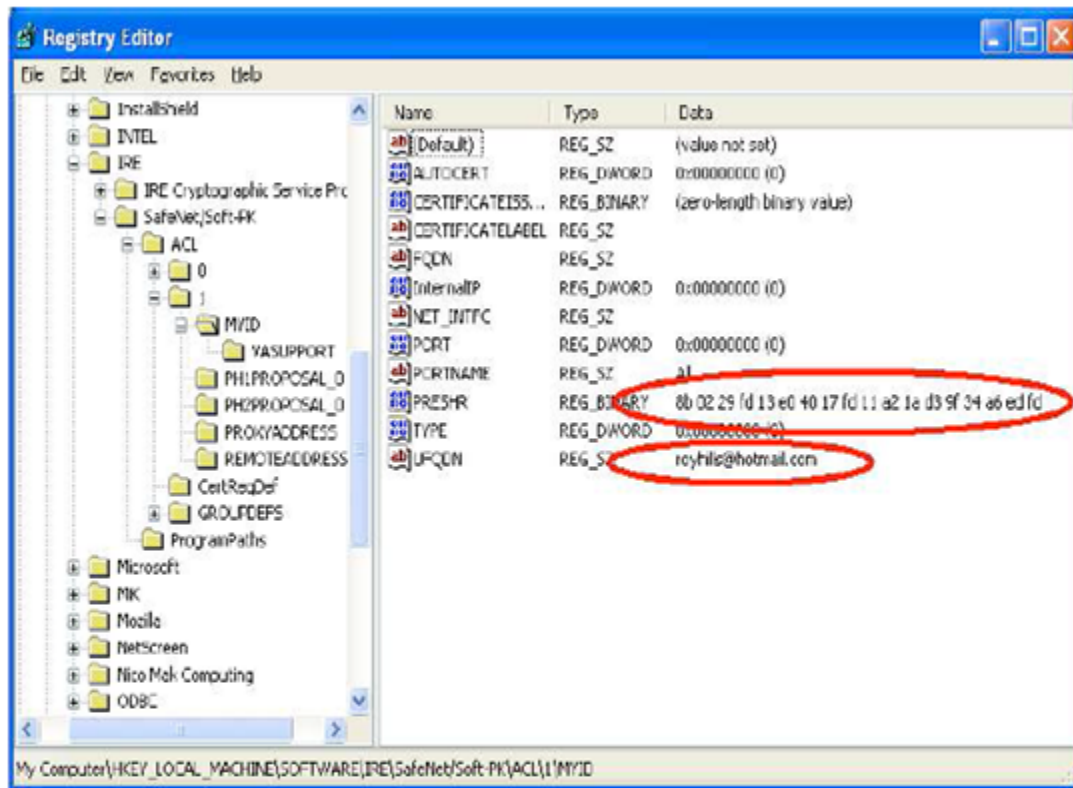 Registry Editor
File Edit View Favorites Help
InstallShield
INTEL
IRE
IRE Cryptographic Service Pro
SafeNet/Soft-PK
ACL
0
1
MYID
VASUPPORT
PH1PROPOSAL_0
PH2PROPOSAL_0
PROXYADDRESS
REMOTEADDRESS
CertReqDef
GROUPDEFS
ProgramPaths
Microsoft
MK
Mozilla
NetScreen
Nico Mak Computing
ODBC
Name Type Data
(Default) REG_SZ (value not set)
AUTOCERT REG_DWORD 0x00000000 (0)
CERTIFICATEISS... REG_BINARY (zero-length binary value)
CERTIFICATELABEL REG_SZ
FQDN REG_SZ
InternalIP REG_DWORD 0x00000000 (0)
NET_INTFC REG_SZ
PORT REG_DWORD 0x00000000 (0)
PORTNAME REG_SZ
PRESHR REG_BINARY 8b 02 29 fd 13 e0 40 17 fd 11 a2 1a d3 9f 34 a6 ed fd
TYPE REG_DWORD 0x00000000 (0)
UFQDN REG_SZ royhills@hotmail.com
My Computer\HKEY_LOCAL_MACHINE\SOFTWARE\IRE\SafeNet/Soft-PK\ACL\1\MYID